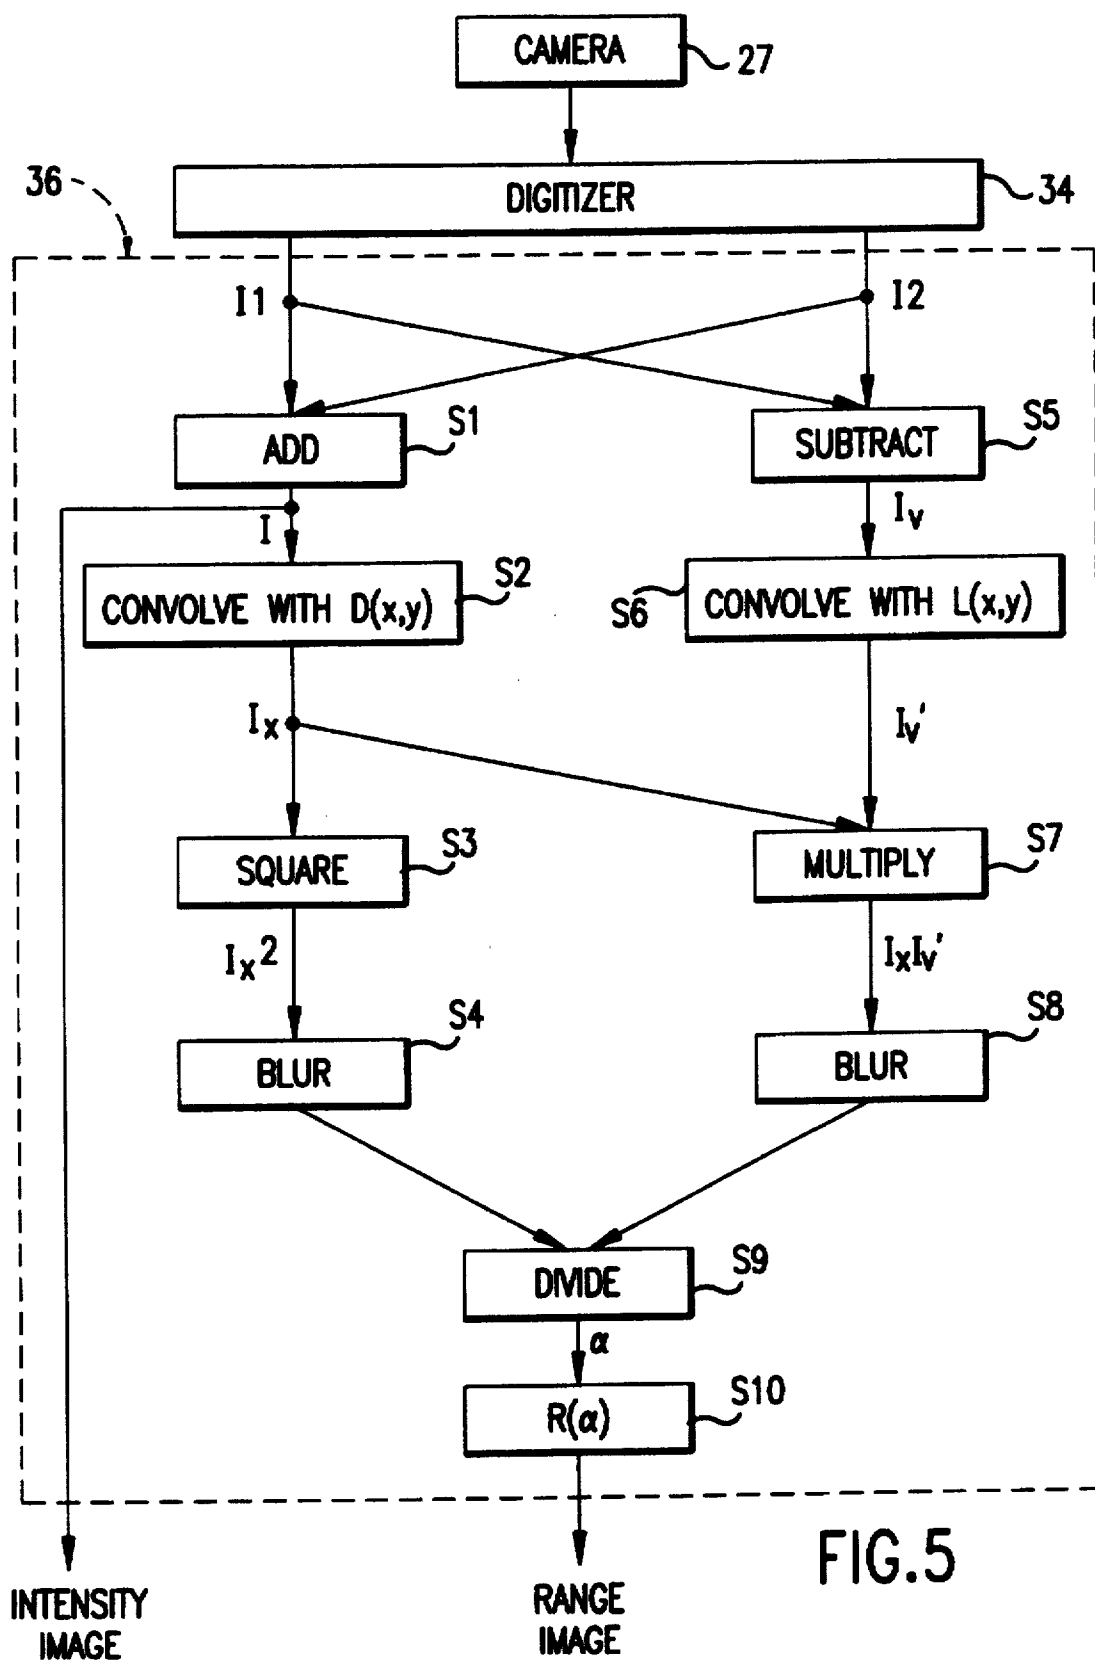 CAMERA
27
36
DIGITIZER
34
I1
I2
ADD
S1
SUBTRACT
S5
I
Iv
CONVOLVE WITH D(x,y)
S2
S6
CONVOLVE WITH L(x,y)
Ix
Iv'
SQUARE
S3
MULTIPLY
S7
Ix2
IxIv'
BLUR
S4
BLUR
S8
DIVIDE
S9
α
R(α)
S10
FIG.5
INTENSITY
IMAGE
RANGE
IMAGE